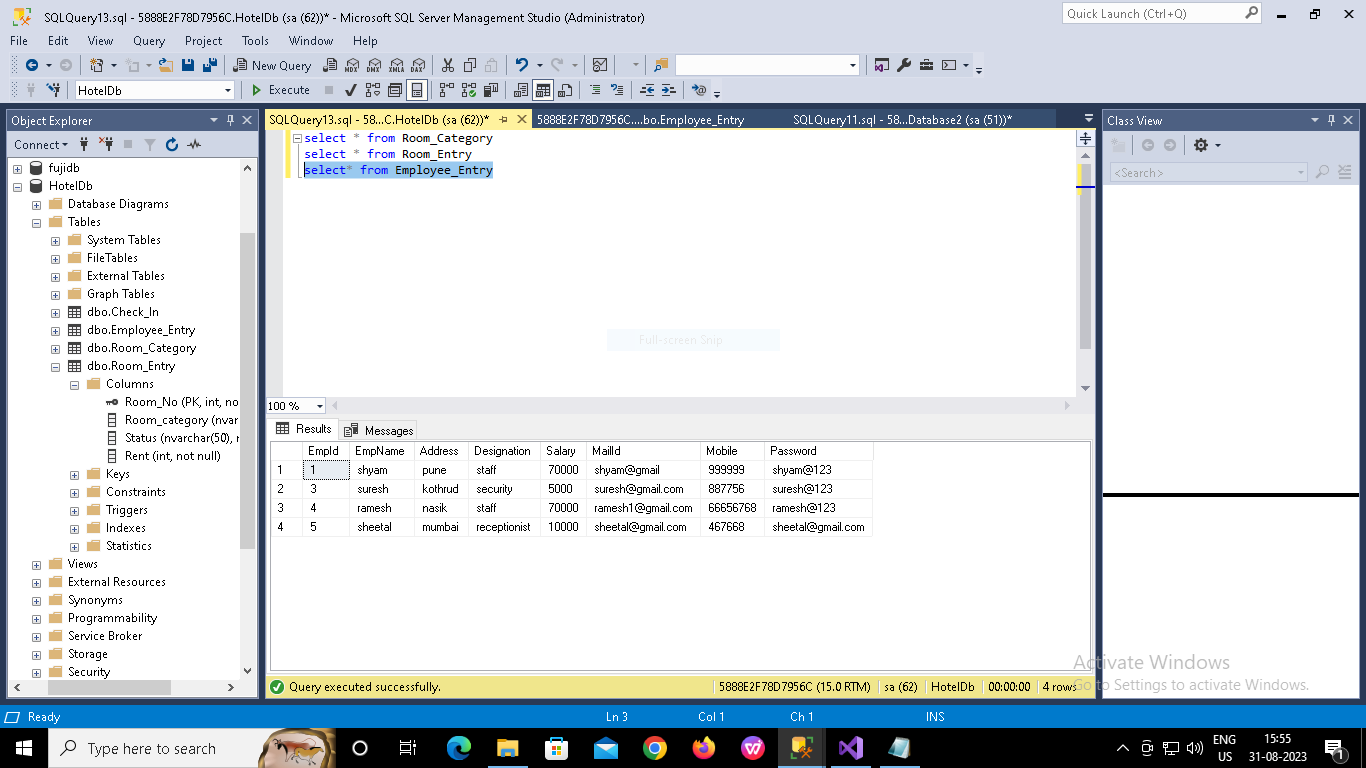 SQLQuery13.sql - 5888E2F78D7956C.HotelDb (sa (62))* - Microsoft SQL Server Management Studio (Administrator)
Quick Launch (Ctrl+Q)
File Edit View Query Project Tools Window Help
New Query
MDX DMX XMLA DAX
HotelDb
Execute
Object Explorer
Connect
fujidb
HotelDb
Database Diagrams
Tables
System Tables
FileTables
External Tables
Graph Tables
dbo.Check_In
dbo.Employee_Entry
dbo.Room_Category
dbo.Room_Entry
Columns
Room_No (PK, int, no
Room_category (nvar
Status (nvarchar(50), r
Rent (int, not null)
Keys
Constraints
Triggers
Indexes
Statistics
Views
External Resources
Synonyms
Programmability
Service Broker
Storage
Security
SQLQuery13.sql - 58...C.HotelDb (sa (62))*
5888E2F78D7956C....bo.Employee_Entry
SQLQuery11.sql - 58...Database2 (sa (51))*
select * from Room_Category
select * from Room_Entry
select* from Employee_Entry
Full-screen Snip
100 %
Results Messages
EmpId EmpName Address Designation Salary MailId Mobile Password
1 1 shyam pune staff 70000 shyam@gmail 999999 shyam@123
2 3 suresh kothrud security 5000 suresh@gmail.com 887756 suresh@123
3 4 ramesh nasik staff 70000 ramesh1@gmail.com 66656768 ramesh@123
4 5 sheetal mumbai receptionist 10000 sheetal@gmail.com 467668 sheetal@gmail.com
Query executed successfully.
5888E2F78D7956C (15.0 RTM) sa (62) HotelDb 00:00:00 4 rows
Class View
<Search>
Activate Windows
Go to Settings to activate Windows.
Ready
Ln 3 Col 1 Ch 1 INS
Type here to search
ENG
US
15:55
31-08-2023
1